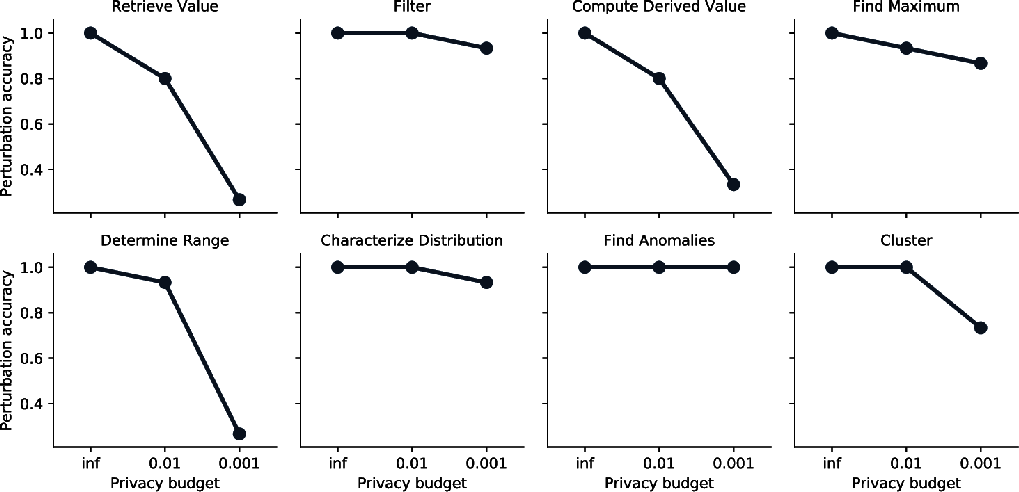 Retrieve Value
Filter
Compute Derived Value
Find Maximum
Perturbation accuracy
1.0
0.8
0.6
0.4
Determine Range
Characterize Distribution
Find Anomalies
Cluster
Perturbation accuracy
1.0
0.8
0.6
0.4
inf 0.01 0.001
inf 0.01 0.001
inf 0.01 0.001
inf 0.01 0.001
Privacy budget
Privacy budget
Privacy budget
Privacy budget